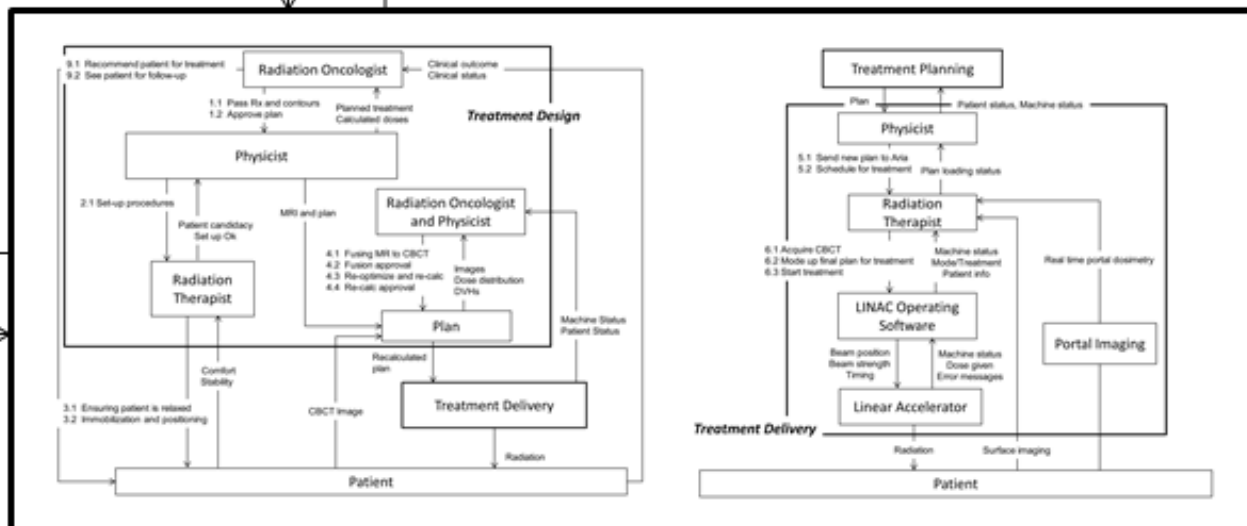 9.1 Recommend patient for treatment
9.2 See patient for follow-up
Radiation Oncologist
Clinical outcome
Clinical status
1.1 Pass Rx and contours
1.2 Approve plan
Planned treatment
Calculated doses
Treatment Design
Physicist
2.1 Set-up procedures
Patient candidacy
Set up Ok
MRI and plan
Radiation Oncologist
and Physicist
4.1 Fusing MR to CBCT
4.2 Fusion approval
4.3 Re-optimize and re-calc
4.4 Re-calc approval
Images
Dose distribution
DVHs
Radiation
Therapist
Plan
Machine Status
Patient Status
Recalculated
plan
Comfort
Stability
3.1 Ensuring patient is relaxed
3.2 Immobilization and positioning
CBCT Image
Treatment Delivery
Radiation
Patient
Treatment Planning
Plan
Patient status, Machine status
Physicist
5.1 Send new plan to Aria
5.2 Schedule for treatment
Plan loading status
Radiation
Therapist
6.1 Acquire CBCT
6.2 Mode up final plan for treatment
6.3 Start treatment
Machine status
Mode/Treatment
Patient info
Real time portal dosimetry
LINAC Operating
Software
Portal Imaging
Beam position
Beam strength
Timing
Machine status
Dose given
Error messages
Linear Accelerator
Treatment Delivery
Radiation
Surface imaging
Patient